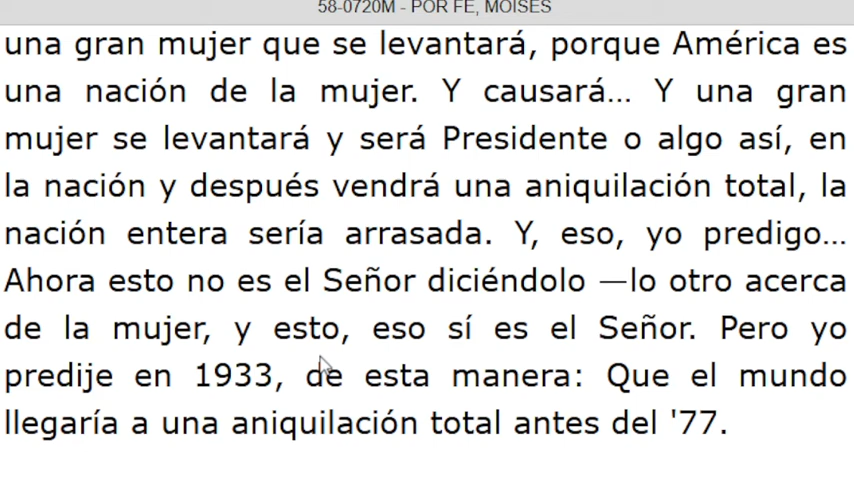 58-0720M - POR FE, MOISES
una gran mujer que se levantará, porque América es
una nación de la mujer. Y causará… Y una gran
mujer se levantará y será Presidente o algo así, en
la nación y después vendrá una aniquilación total, la
nación entera sería arrasada. Y, eso, yo predigo…
Ahora esto no es el Señor diciéndolo —lo otro acerca
de la mujer, y esto, eso sí es el Señor. Pero yo
predije en 1933, de esta manera: Que el mundo
llegaría a una aniquilación total antes del '77.